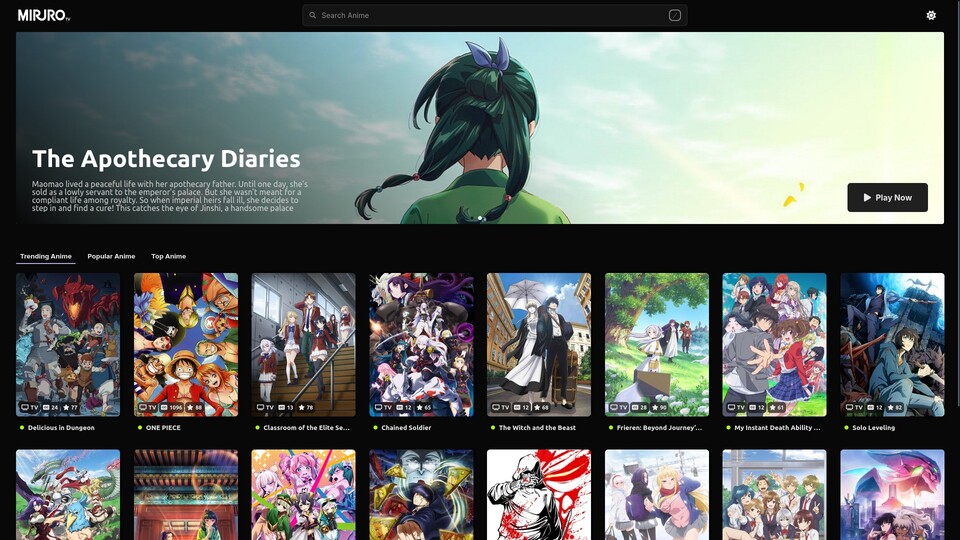 MIRURO TV
Search Anime
/
The Apothecary Diaries
Maomao lived a peaceful life with her apothecary father. Until one day, she's
sold as a lowly servant to the emperor's palace. But she wasn't meant for a
compliant life among royalty. So when imperial heirs fall ill, she decides to
step in and find a cure! This catches the eye of Jinshi, a handsome palace
Play Now
Trending Anime Popular Anime Top Anime
TV 24 77
TV 1096 88
TV 13 78
TV 12 65
TV 12 68
TV 28 90
TV 12 61
TV 12 82
Delicious in Dungeon
ONE PIECE
Classroom of the Elite Se...
Chained Soldier
The Witch and the Beast
Frieren: Beyond Journey'...
My Instant Death Ability ...
Solo Leveling